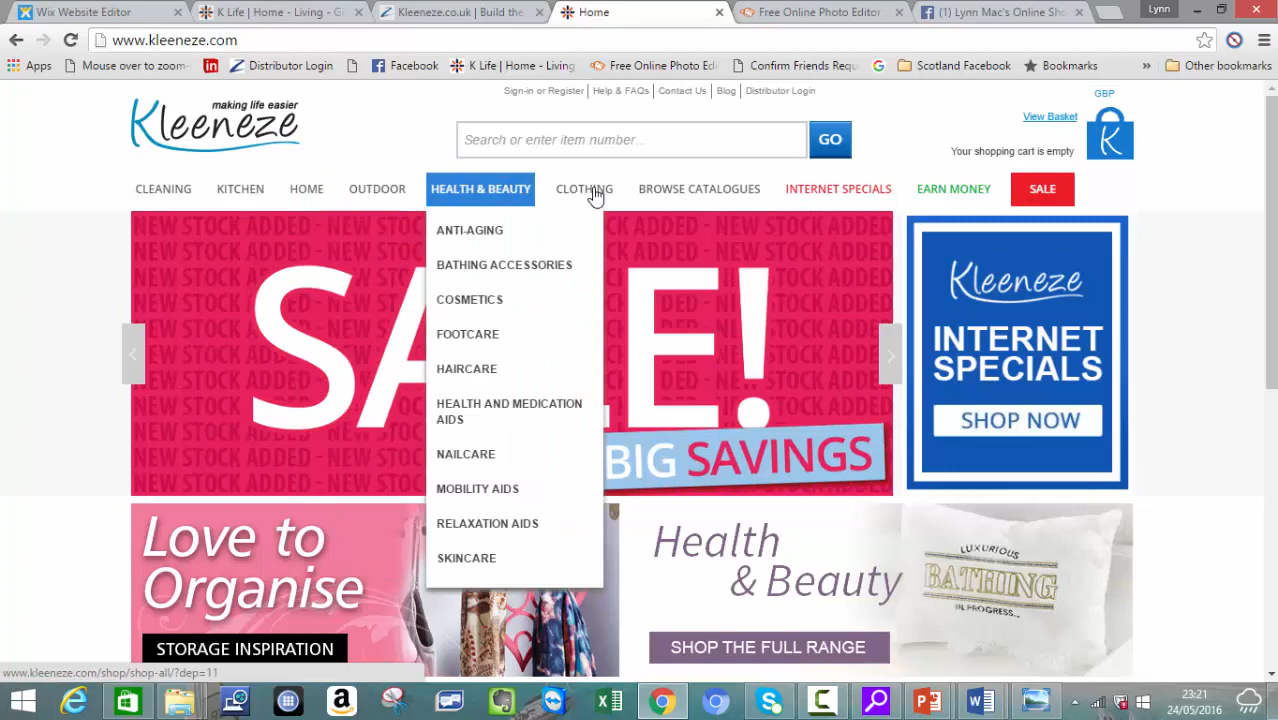 Wix Website Editor
K Life | Home - Living - G
Kleeneze.co.uk | Build the
Home
Free Online Photo Editor
(1) Lynn Mac's Online Sho
Lynn
www.kleeneze.com
Apps
Mouse over to zoom-
Distributor Login
Facebook
K Life | Home - Living
Free Online Photo Edi
Confirm Friends Requ
Scotland Facebook
Bookmarks
»
Other bookmarks
Sign-in or Register | Help & FAQs | Contact Us | Blog | Distributor Login
GBP
making life easier
Kleeneze
Search or enter item number...
GO
View Basket
Your shopping cart is empty
K
CLEANING
KITCHEN
HOME
OUTDOOR
HEALTH & BEAUTY
CLOTHING
BROWSE CATALOGUES
INTERNET SPECIALS
EARN MONEY
SALE
ANTI-AGING
BATHING ACCESSORIES
COSMETICS
FOOTCARE
HAIRCARE
HEALTH AND MEDICATION
AIDS
NAILCARE
MOBILITY AIDS
RELAXATION AIDS
SKINCARE
NEW STOCK ADDED - NEW STOCK ADDED - NEW STOCK ADDED
SA E!
BIG SAVINGS
Kleeneze
INTERNET
SPECIALS
SHOP NOW
Love to
Organise
STORAGE INSPIRATION
Health
& Beauty
SHOP THE FULL RANGE
LUXURIOUS
BATHING
IN PROGRESS...
www.kleeneze.com/shop/shop-all/?dep=11
23:21
24/05/2016